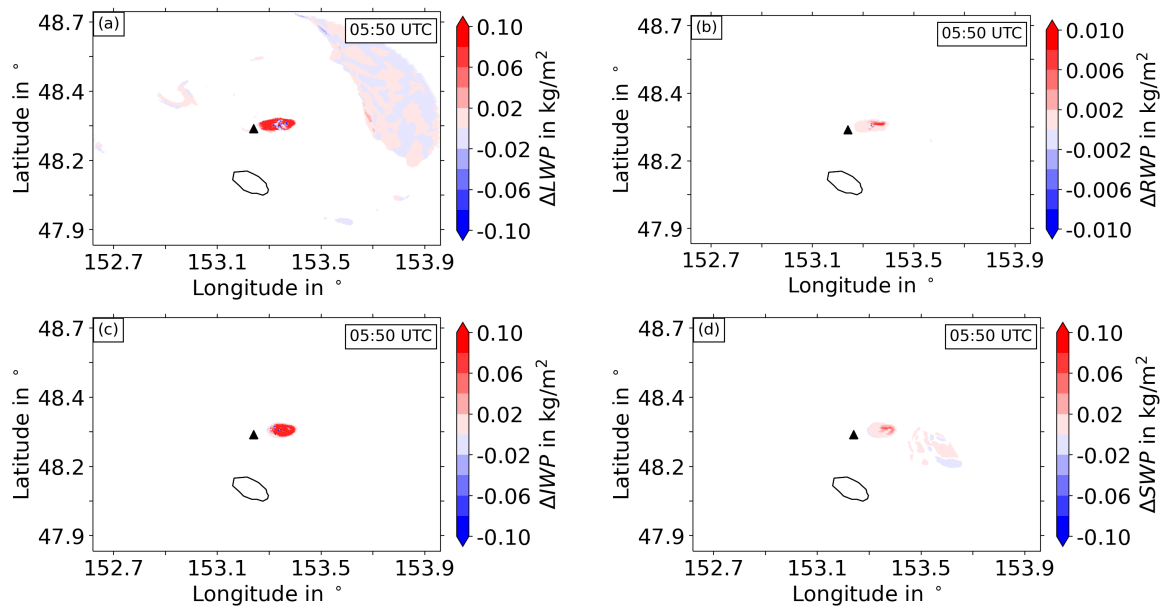 (a)
05:50 UTC
48.7
48.4
48.2
47.9
Latitude in °
152.7 153.1 153.5 153.9
Longitude in °
0.10
0.06
0.02
-0.02
-0.06
-0.10
ΔLWP in kg/m²
(b)
05:50 UTC
48.7
48.4
48.2
47.9
Latitude in °
152.7 153.1 153.5 153.9
Longitude in °
0.010
0.006
0.002
-0.002
-0.006
-0.010
ΔRWP in kg/m²
(c)
05:50 UTC
48.7
48.4
48.2
47.9
Latitude in °
152.7 153.1 153.5 153.9
Longitude in °
0.10
0.06
0.02
-0.02
-0.06
-0.10
ΔIWP in kg/m²
(d)
05:50 UTC
48.7
48.4
48.2
47.9
Latitude in °
152.7 153.1 153.5 153.9
Longitude in °
0.10
0.06
0.02
-0.02
-0.06
-0.10
ΔSWP in kg/m²